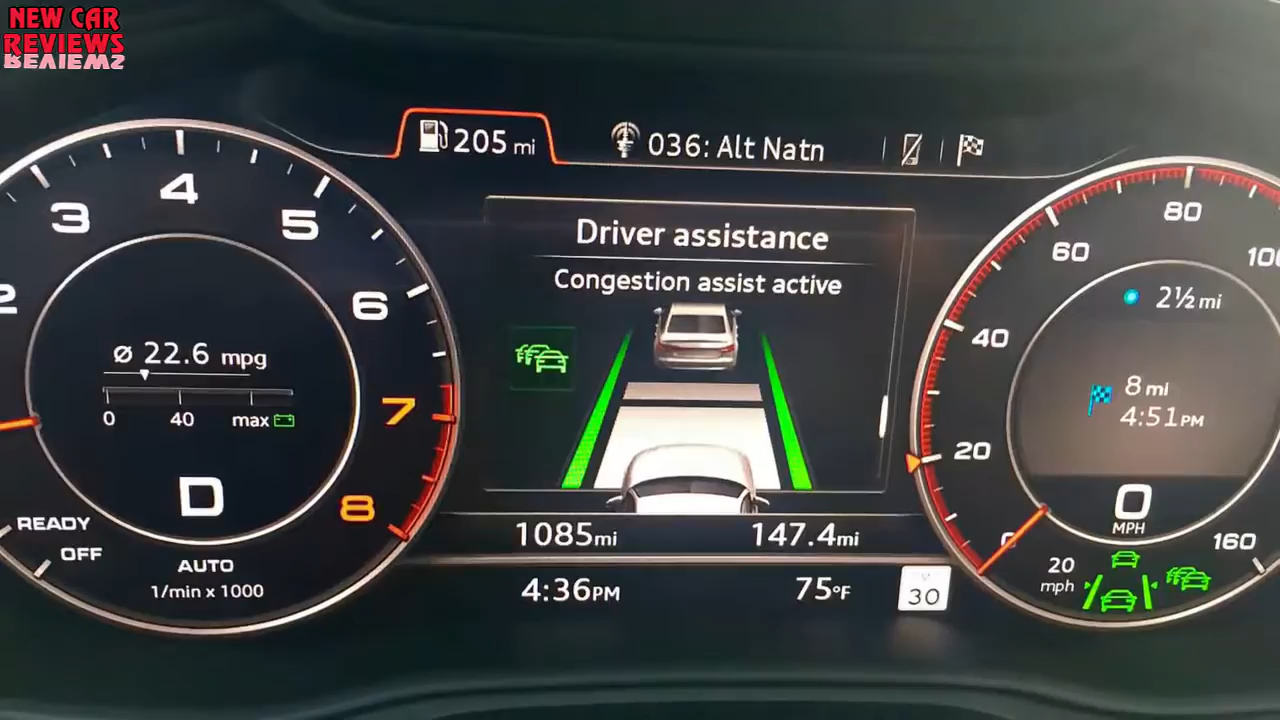 NEW CAR
REVIEWS
205 mi
036: Alt Natn
2
3
4
5
6
7
8
Ø 22.6 mpg
0 40 max
D
READY
OFF
AUTO
1/min x 1000
Driver assistance
Congestion assist active
1085mi 147.4mi
4:36PM 75°F 30
20
40
60
80
100
160
2½ mi
8 mi
4:51PM
0
MPH
20
mph